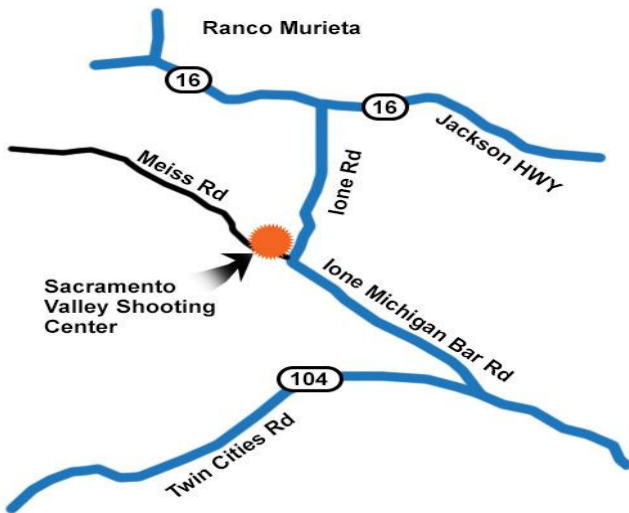 Ranco Murieta
16
16
Jackson HWY
Meiss Rd
Ione Rd
Sacramento
Valley Shooting
Center
Ione Michigan Bar Rd
104
Twin Cities Rd